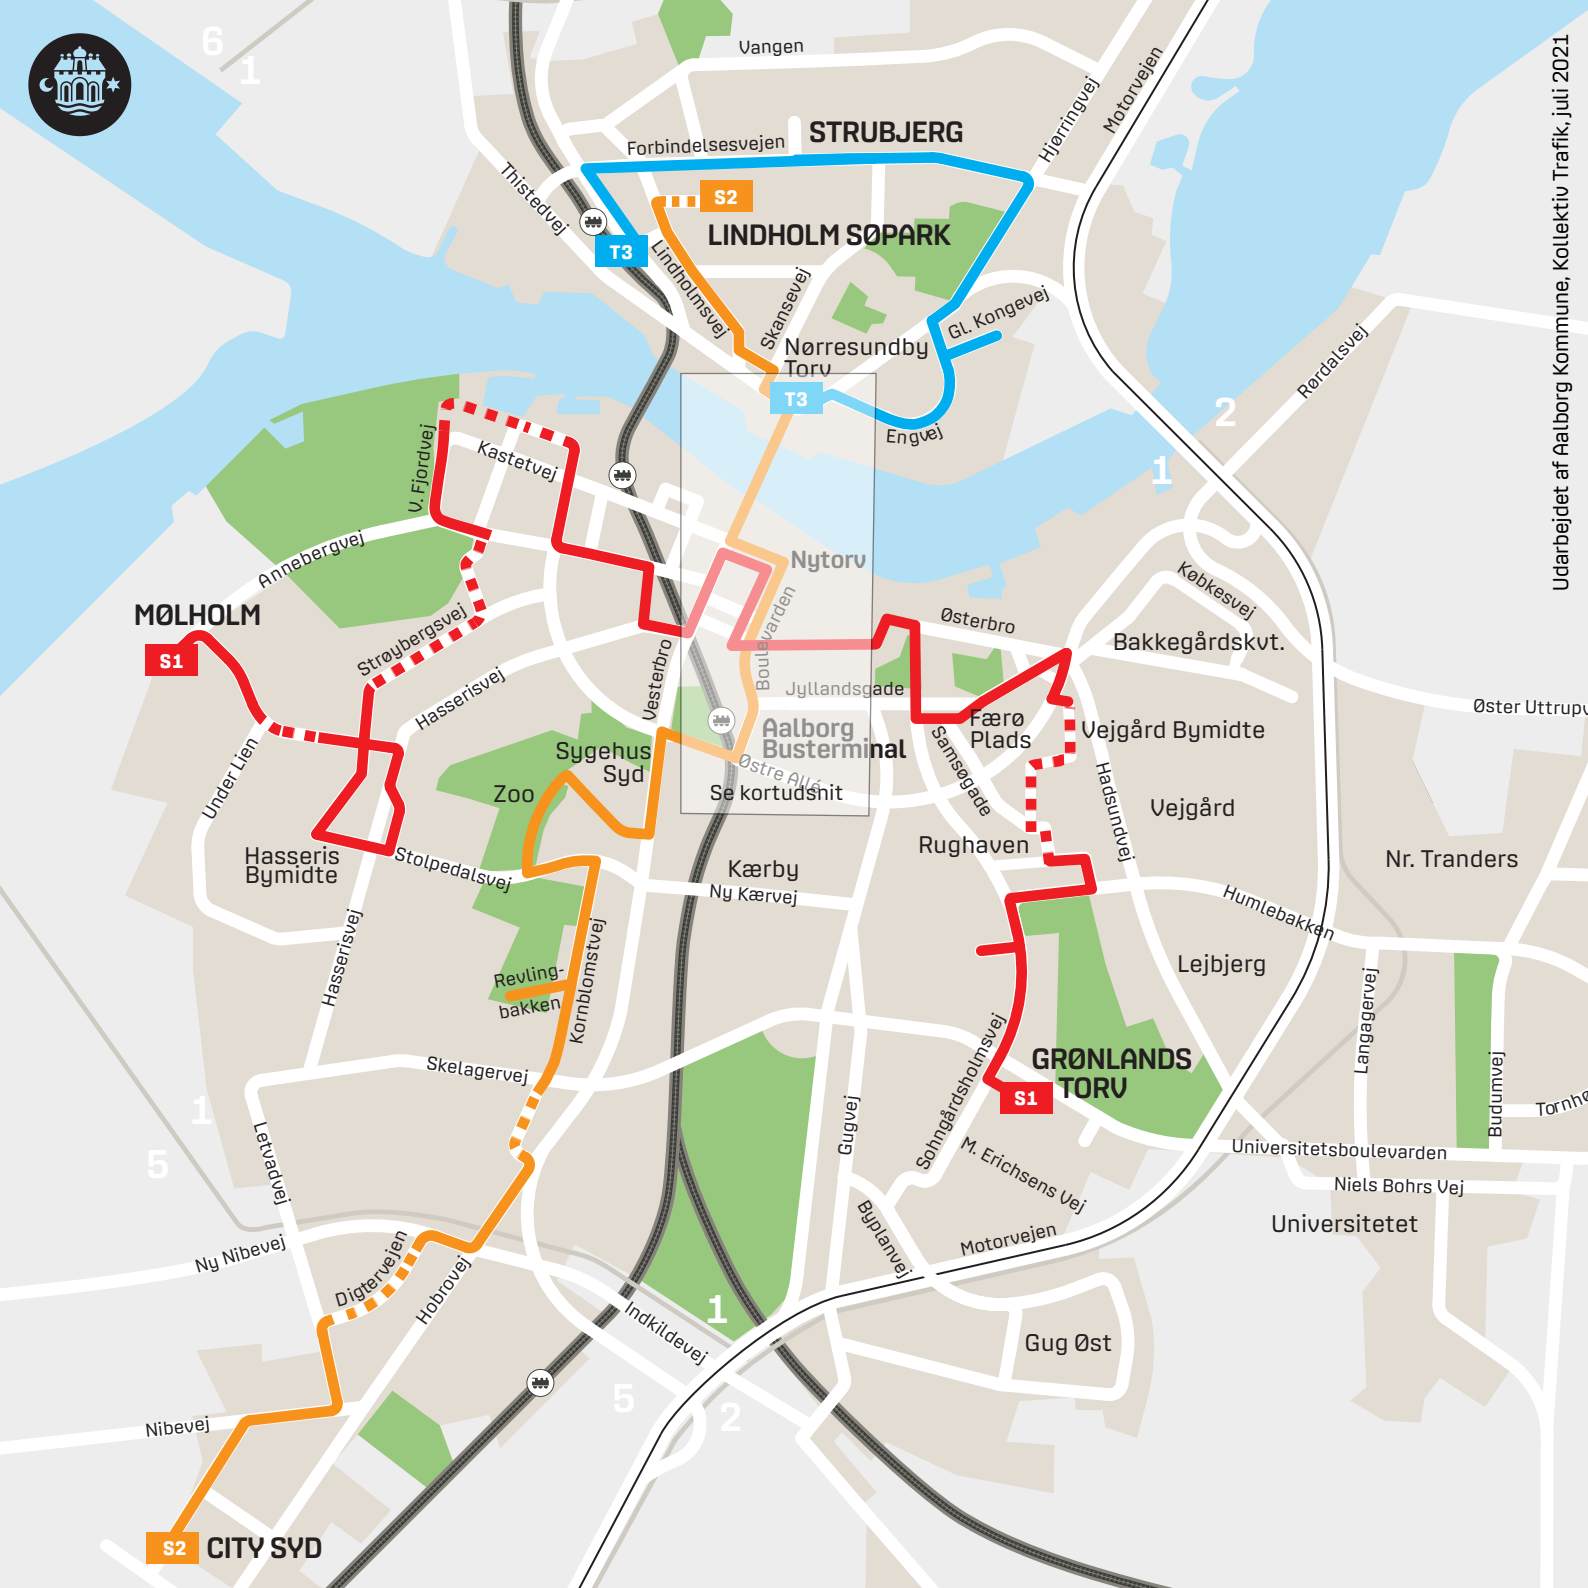 6
1
Vangen
Hjørringvej
Motorvejen
Udarbejdet af Aalborg Kommune, Kollektiv Trafik, juli 2021
STRUBJERG
Forbindelsesvejen
Thistedvej
S2
LINDHOLM SØPARK
T3
Lindholmsvej
Skansevej
Gl. Kongevej
Nørresundby
Torv
T3
Engvej
Rørdalsvej
2
1
V. Fjordvej
Kastetvej
Annebergvej
Nytorv
Boulevarden
Købkesvej
MØLHOLM
S1
Strøybergsvej
Østerbro
Bakkegårdskvt.
Hasserisvej
Vesterbro
Jyllandsgade
Øster Uttrupv
Under Lien
Sygehus
Syd
Aalborg
Busterminal
Østre Allé
Se kortudsnit
Færø
Plads
Vejgård Bymidte
Samsøgade
Hadsundvej
Zoo
Vejgård
Hasseris
Bymidte
Stolpedalsvej
Kærby
Ny Kærvej
Rughaven
Nr. Tranders
Humlebakken
Hasserisvej
Revling-
bakken
Kornblomstvej
Lejbjerg
Langagervej
Skelagervej
Sohngårdsholmsvej
GRØNLANDS
TORV
S1
Budumvej
Tornhø
1
5
Letvadvej
Gugvej
M. Erichsens Vej
Universitetsboulevarden
Niels Bohrs Vej
Universitetet
Ny Nibevej
Digtervejen
Hobrovej
Byplanvej
Motorvejen
Indkildevej
1
Gug Øst
5
2
Nibevej
S2
CITY SYD